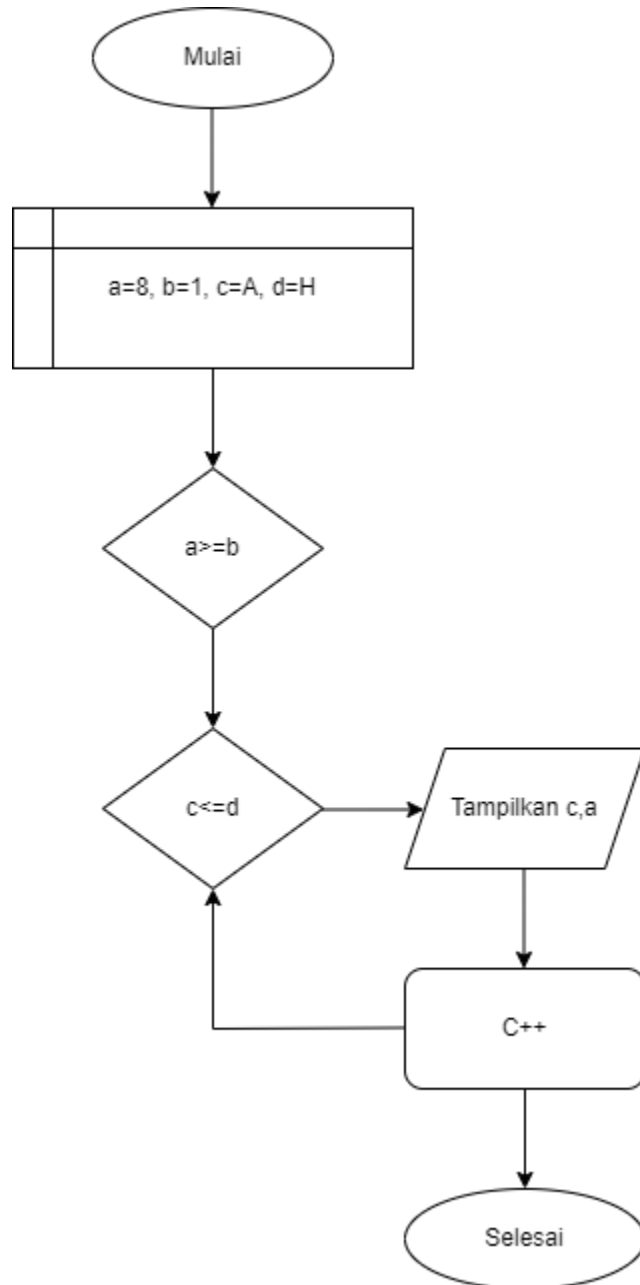 Mulai
a=8, b=1, c=A, d=H
a>=b
c<=d
Tampilkan c,a
C++
Selesai